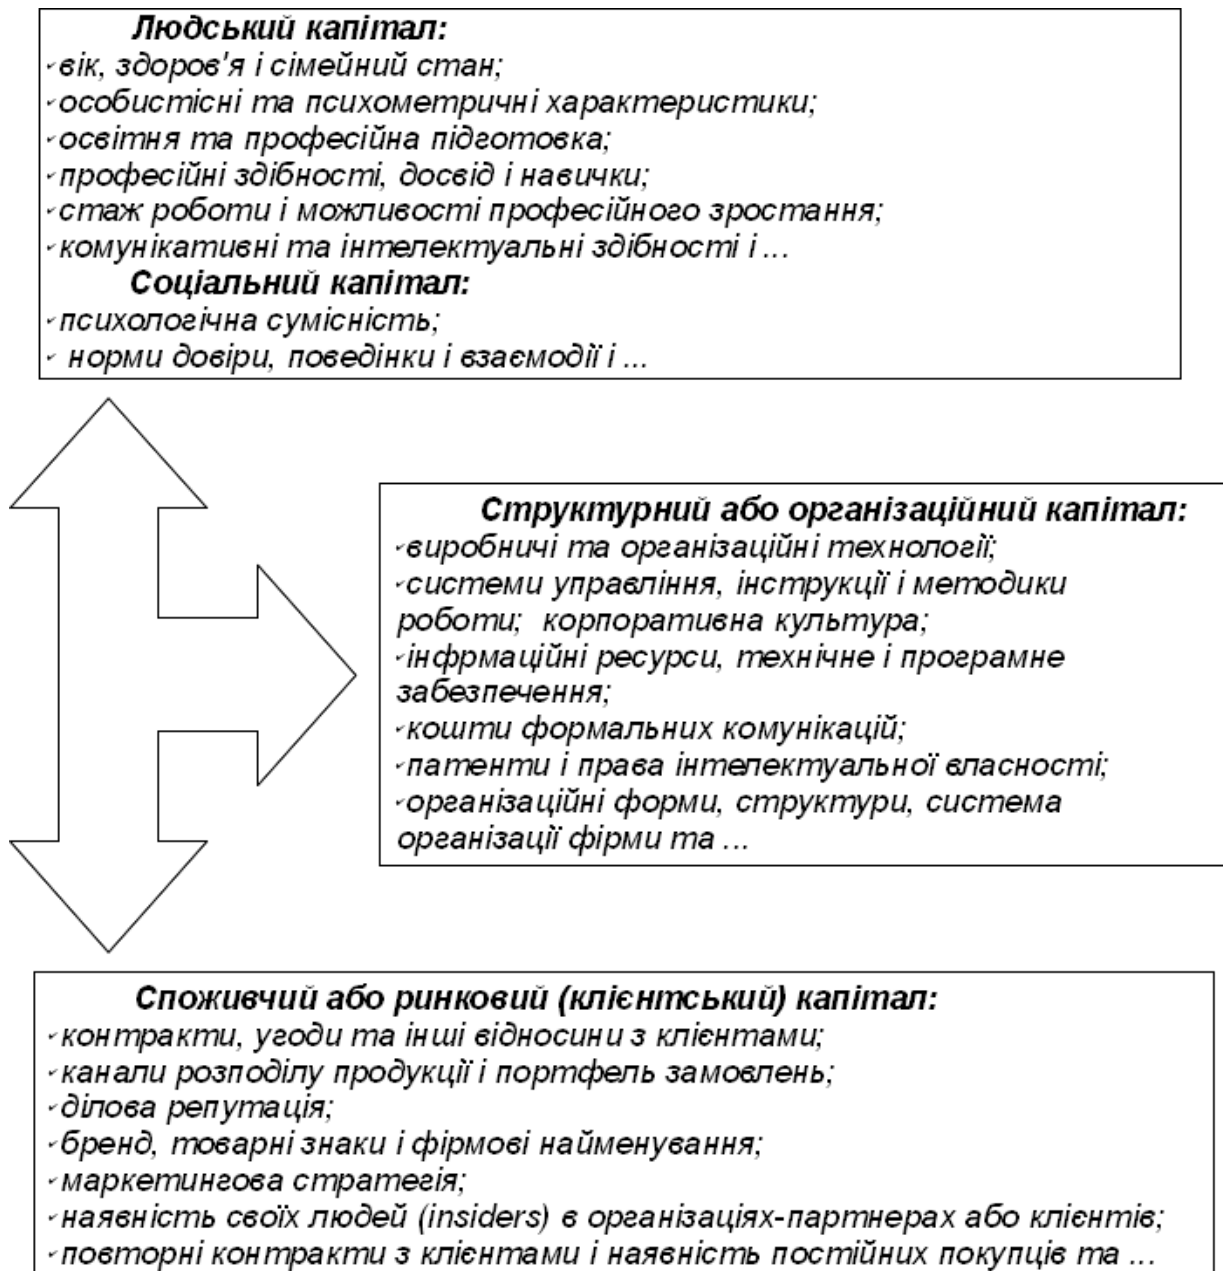 Людський капітал:
✓вік, здоров'я і сімейний стан;
✓особистісні та психометричні характеристики;
✓освітня та професійна підготовка;
✓професійні здібності, досвід і навички;
✓стаж роботи і можливості професійного зростання;
✓комунікативні та інтелектуальні здібності і ...
Соціальний капітал:
✓психологічна сумісність;
✓ норми довіри, поведінки і взаємодії і ...
Структурний або організаційний капітал:
✓виробничі та організаційні технології;
✓системи управління, інструкції і методики
роботи; корпоративна культура;
✓інфрмаційні ресурси, технічне і програмне
забезпечення;
✓кошти формальних комунікацій;
✓патенти і права інтелектуальної власності;
✓організаційні форми, структури, система
організації фірми та ...
Споживчий або ринковий (клієнтський) капітал:
✓контракти, угоди та інші відносини з клієнтами;
✓канали розподілу продукції і портфель замовлень;
✓ділова репутація;
✓бренд, товарні знаки і фірмові найменування;
✓маркетингова стратегія;
✓наявність своїх людей (insiders) в організаціях-партнерах або клієнтів;
✓повторні контракти з клієнтами і наявність постійних покупців та ...